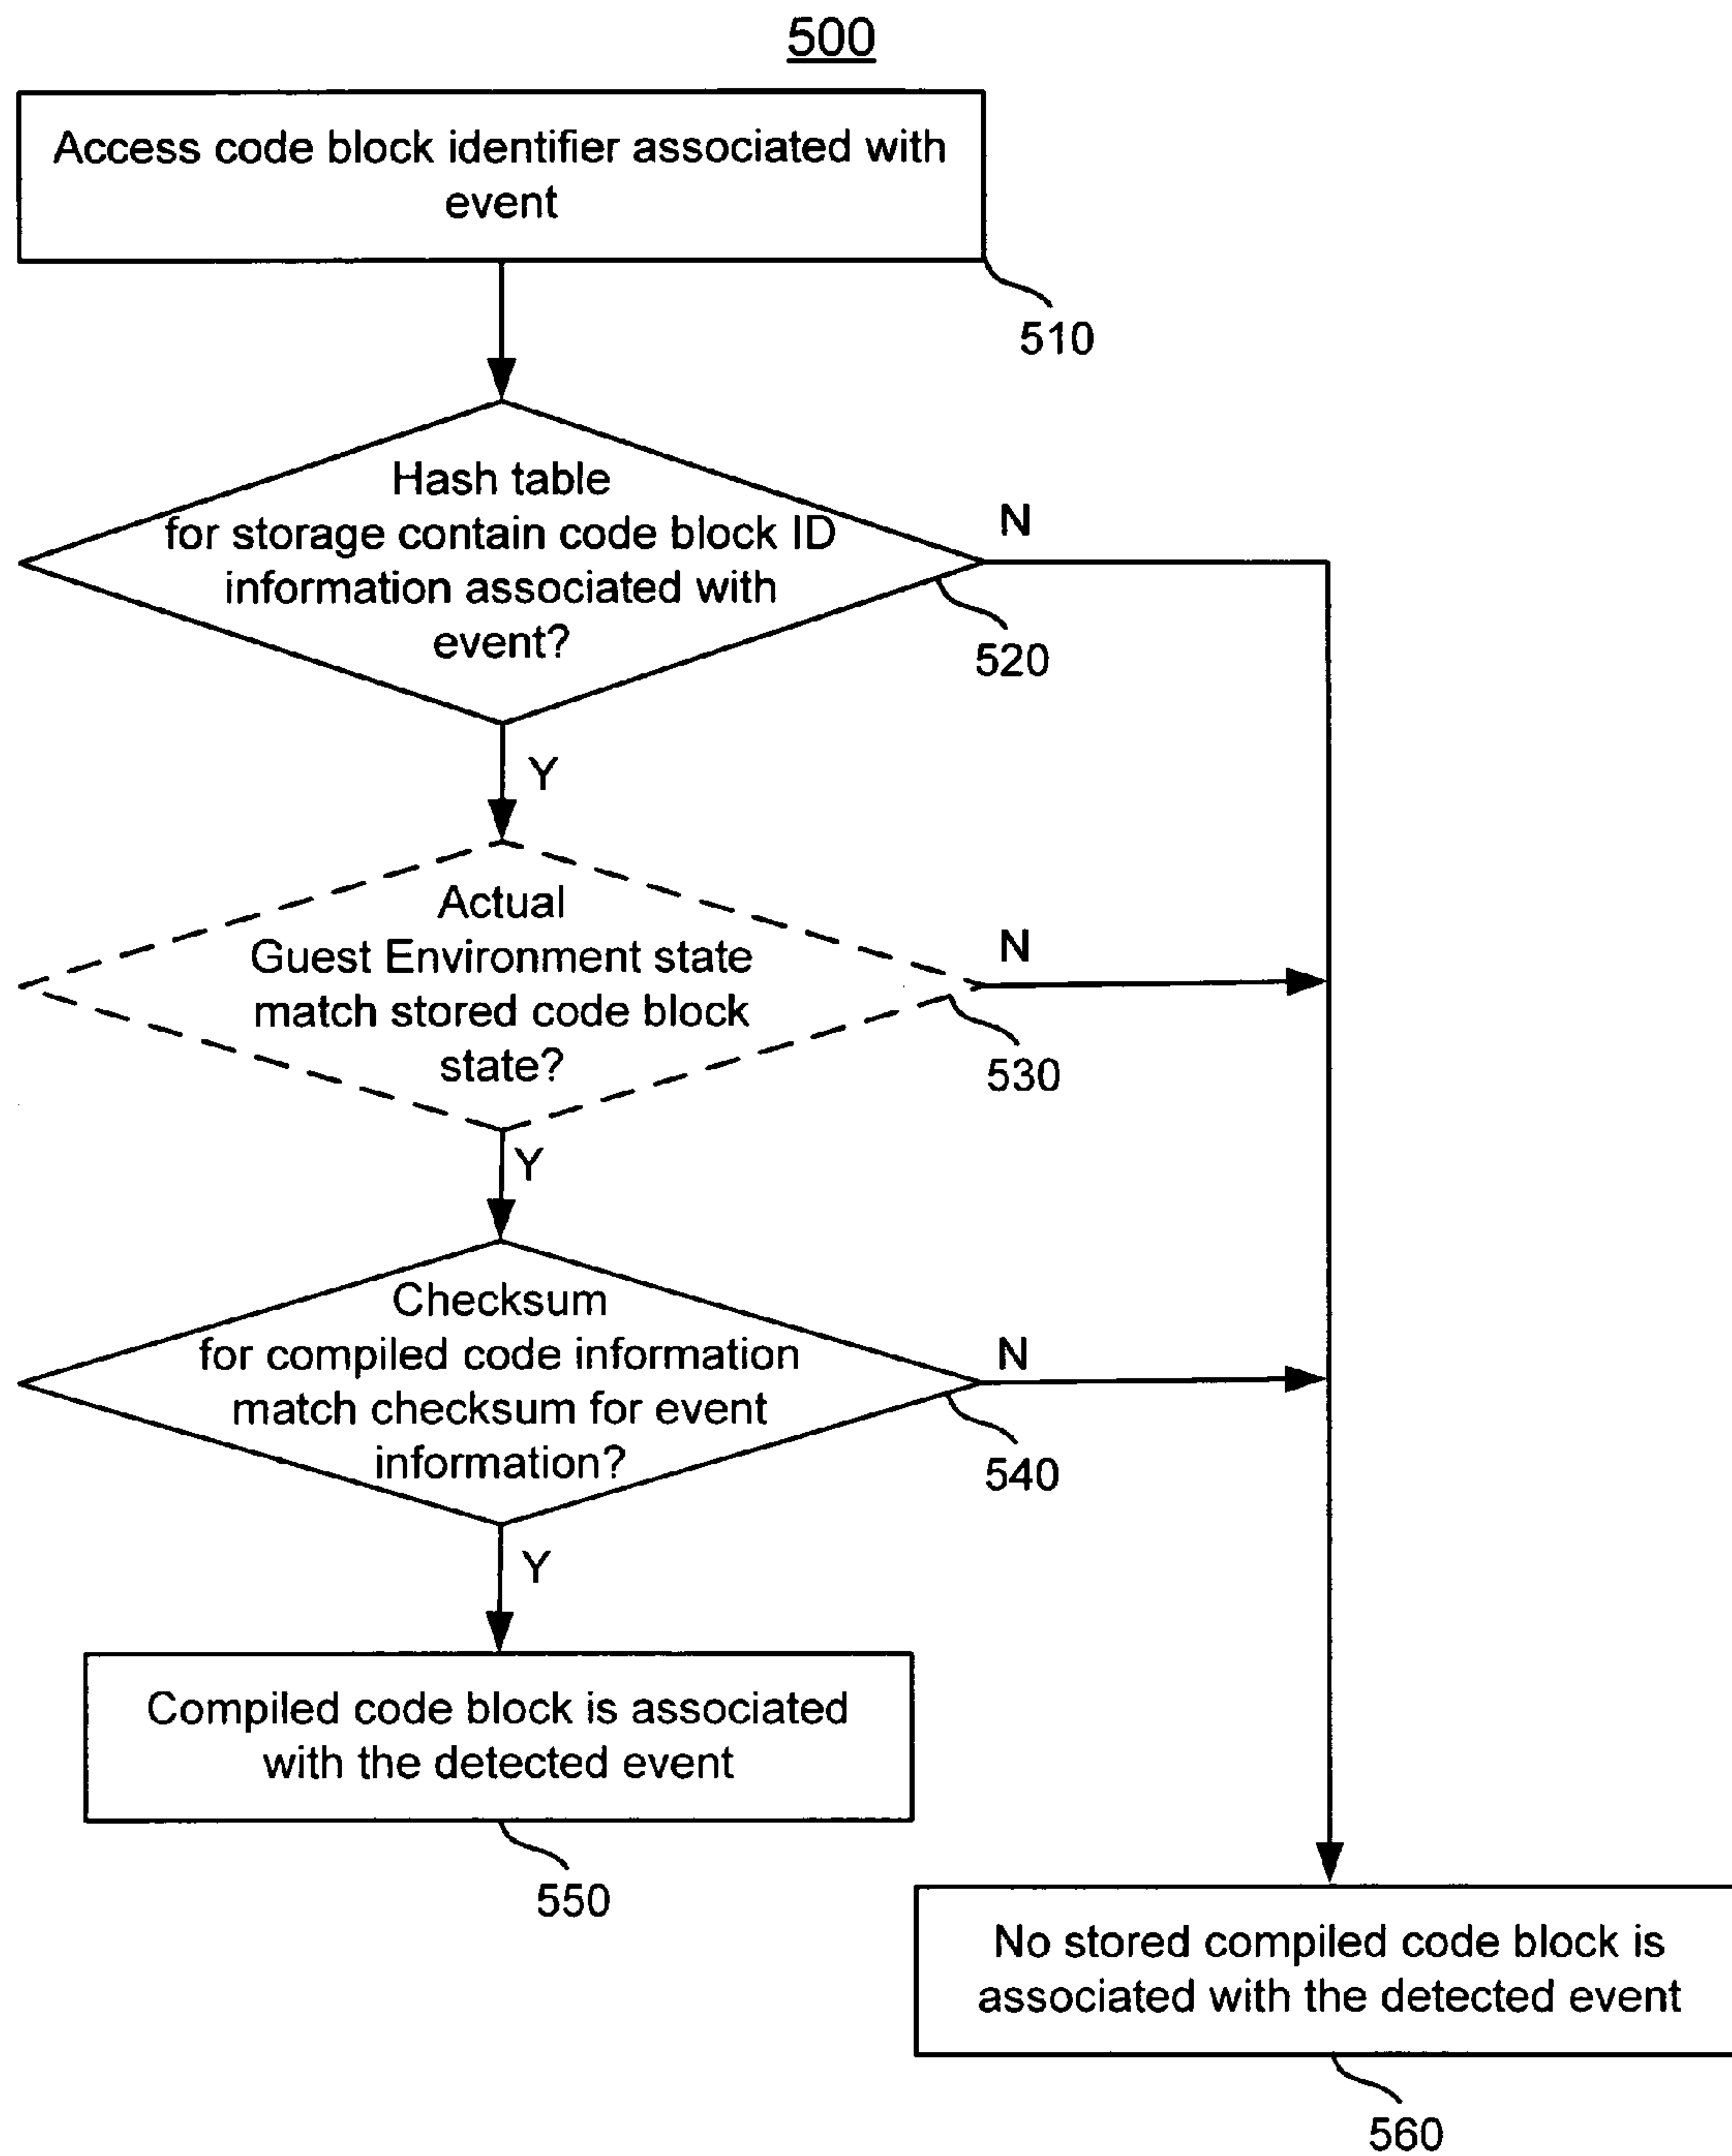 500
Access code block identifier associated with
event
510
Hash table
for storage contain code block ID
information associated with
event?
N
520
Y
Actual
Guest Environment state
match stored code block
state?
N
530
Y
Checksum
for compiled code information
match checksum for event
information?
N
540
Y
Compiled code block is associated
with the detected event
550
No stored compiled code block is
associated with the detected event
560